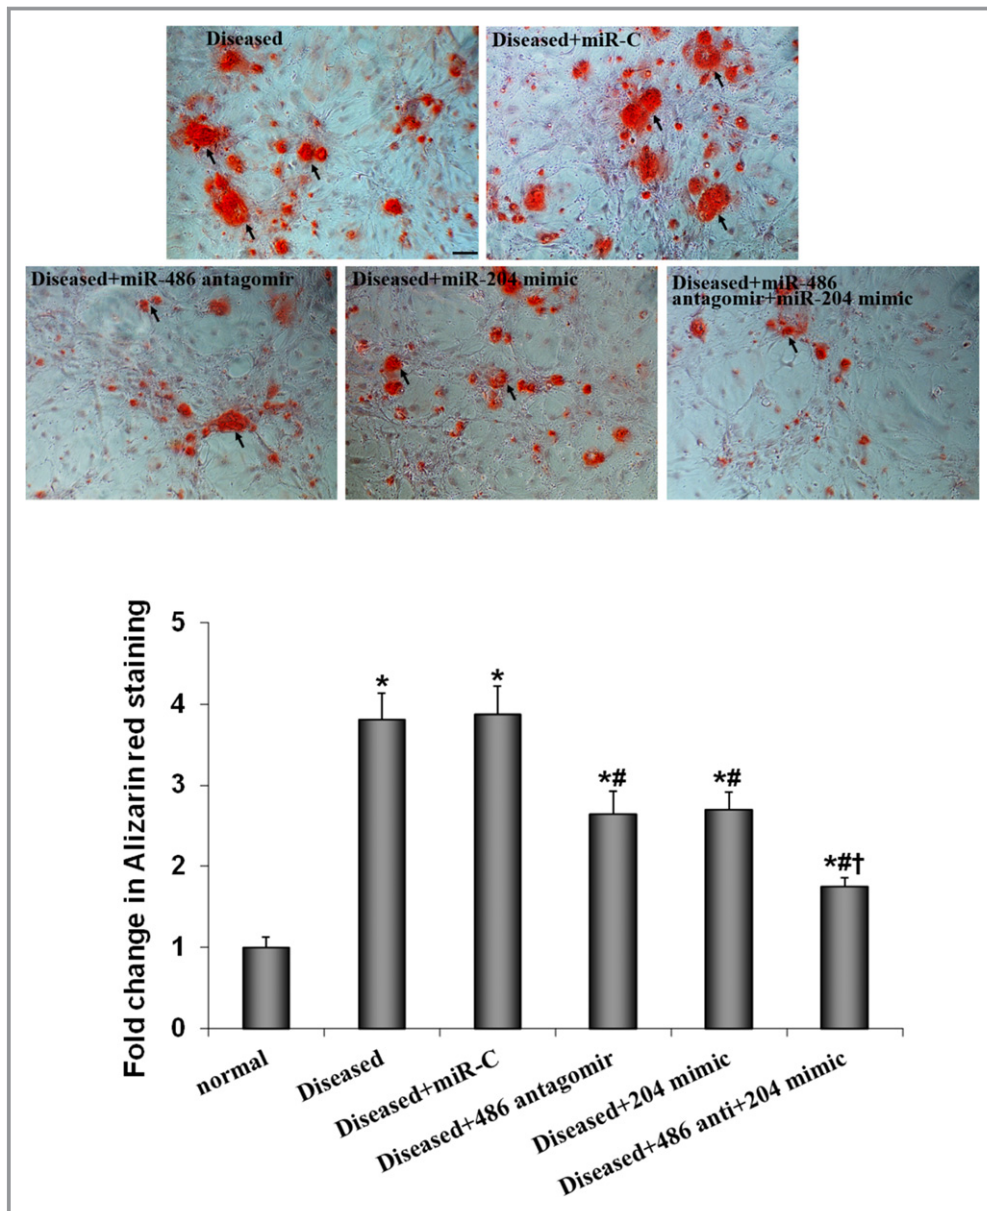 Diseased
Diseased+miR-C
Diseased+miR-486 antagomir
Diseased+miR-204 mimic
Diseased+miR-486
antagomir+miR-204 mimic
Fold change in Alizarin red staining
5
4
3
2
1
0
*
*
*#
*#
*#†
normal
Diseased
Diseased+miR-C
Diseased+486 antagomir
Diseased+204 mimic
Diseased+486 anti+204 mimic